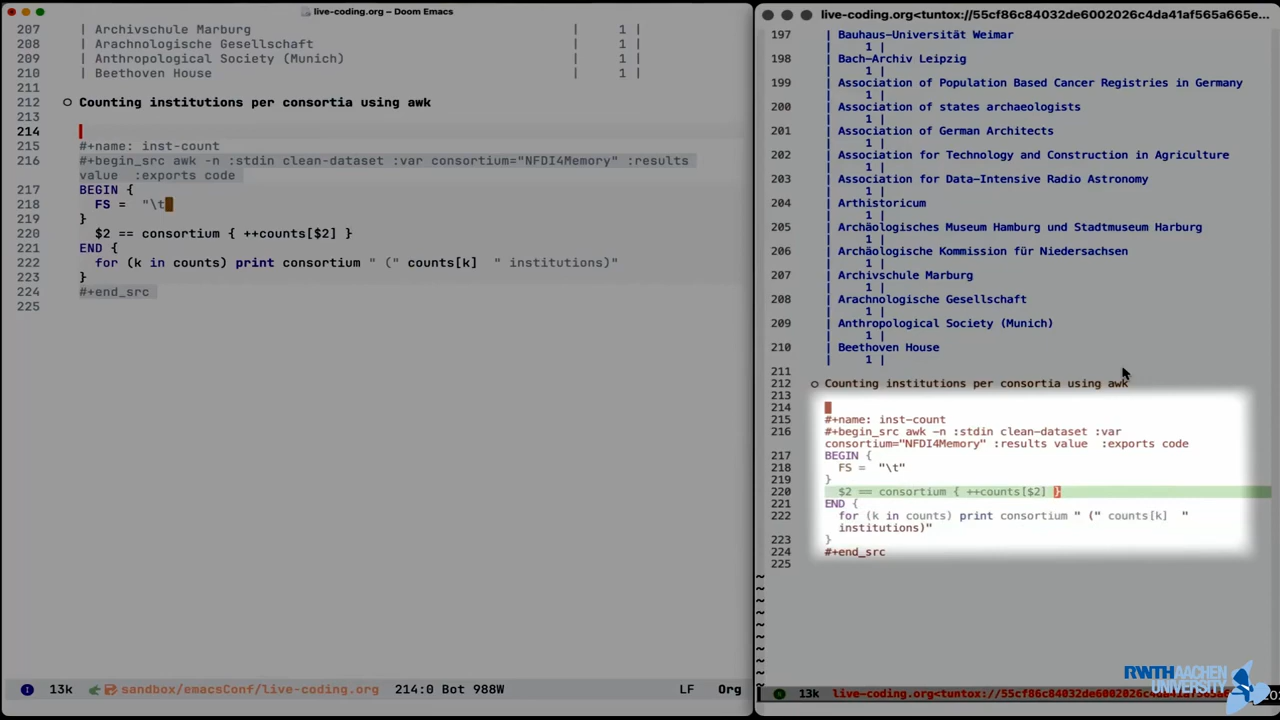 live-coding.org – Doom Emacs
207 | Archivschule Marburg | 1 |
208 | Arachnologische Gesellschaft | 1 |
209 | Anthropological Society (Munich) | 1 |
210 | Beethoven House | 1 |
211
212 ○ Counting institutions per consortia using awk
213
214
215 #+name: inst-count
216 #+begin_src awk -n :stdin clean-dataset :var consortium="NFDI4Memory" :results
value  :exports code
217 BEGIN {
218   FS =  "\t
219 }
220   $2 == consortium { ++counts[$2] }
221 END {
222   for (k in counts) print consortium " (" counts[k]  " institutions)"
223 }
224 #+end_src
225
13k sandbox/emacsConf/live-coding.org 214:0 Bot 988W LF Org
live-coding.org<tuntox://55cf86c84032de6002026c4da41af565a665e...
197 | Bauhaus-Universität Weimar
| 1 |
198 | Bach-Archiv Leipzig
| 1 |
199 | Association of Population Based Cancer Registries in Germany
| 1 |
200 | Association of states archaeologists
| 1 |
201 | Association of German Architects
| 1 |
202 | Association for Technology and Construction in Agriculture
| 1 |
203 | Association for Data-Intensive Radio Astronomy
| 1 |
204 | Arthistoricum
| 1 |
205 | Archäologisches Museum Hamburg und Stadtmuseum Harburg
| 1 |
206 | Archäologische Kommission für Niedersachsen
| 1 |
207 | Archivschule Marburg
| 1 |
208 | Arachnologische Gesellschaft
| 1 |
209 | Anthropological Society (Munich)
| 1 |
210 | Beethoven House
| 1 |
211
212 ○ Counting institutions per consortia using awk
213
214
215 #+name: inst-count
216 #+begin_src awk -n :stdin clean-dataset :var
consortium="NFDI4Memory" :results value  :exports code
217 BEGIN {
218   FS =  "\t"
219 }
220   $2 == consortium { ++counts[$2] }
221 END {
222   for (k in counts) print consortium " (" counts[k]  "
institutions)"
223 }
224 #+end_src
225
~
~
~
~
~
~
~
~
13k live-coding.org<tuntox://55cf86c84032de6002026c4da41af565a665e
RWTH AACHEN
UNIVERSITY